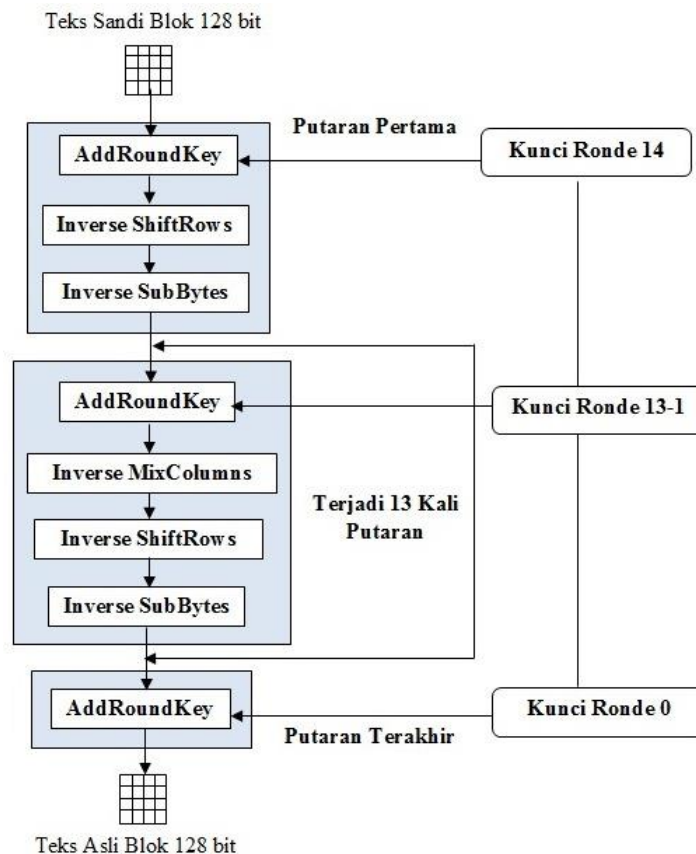 Teks Sandi Blok 128 bit
Putaran Pertama
AddRoundKey
Kunci Ronde 14
Inverse ShiftRows
Inverse SubBytes
AddRoundKey
Kunci Ronde 13-1
Inverse MixColumns
Terjadi 13 Kali
Putaran
Inverse ShiftRows
Inverse SubBytes
AddRoundKey
Kunci Ronde 0
Putaran Terakhir
Teks Asli Blok 128 bit